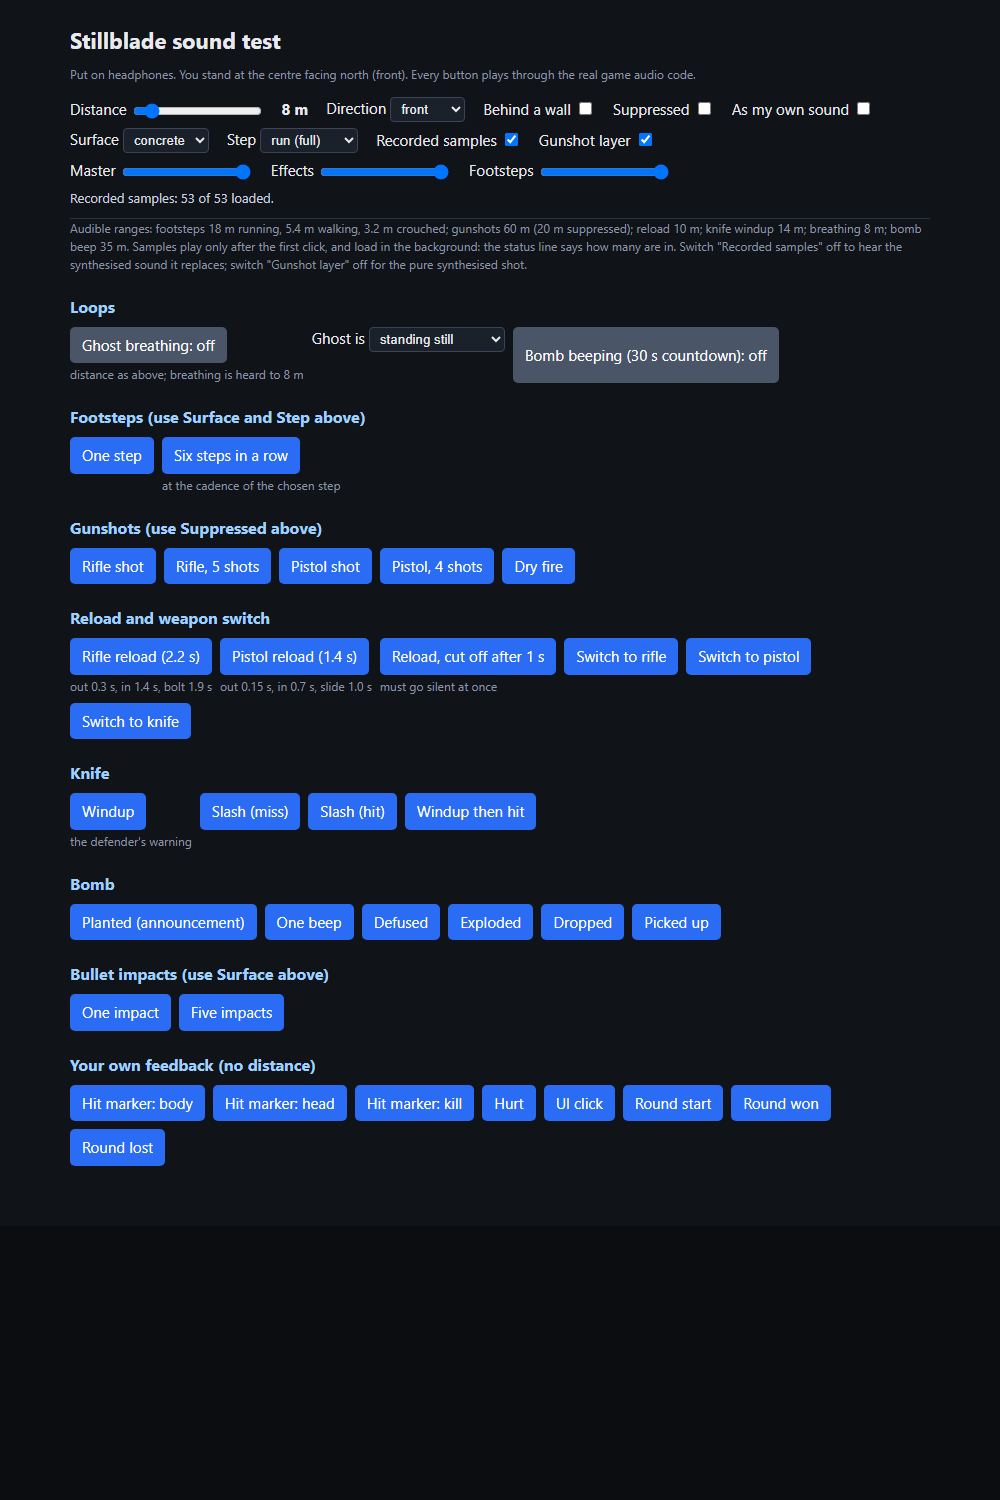 Stillblade sound test
Put on headphones. You stand at the centre facing north (front). Every button plays through the real game audio code.
Distance 8 m Direction front Behind a wall Suppressed As my own sound
Surface concrete Step run (full) Recorded samples Gunshot layer
Master Effects Footsteps
Recorded samples: 53 of 53 loaded.
Audible ranges: footsteps 18 m running, 5.4 m walking, 3.2 m crouched; gunshots 60 m (20 m suppressed); reload 10 m; knife windup 14 m; breathing 8 m; bomb
beep 35 m. Samples play only after the first click, and load in the background: the status line says how many are in. Switch "Recorded samples" off to hear the
synthesised sound it replaces; switch "Gunshot layer" off for the pure synthesised shot.
Loops
Ghost breathing: off Ghost is standing still Bomb beeping (30 s countdown): off
distance as above; breathing is heard to 8 m
Footsteps (use Surface and Step above)
One step Six steps in a row
at the cadence of the chosen step
Gunshots (use Suppressed above)
Rifle shot Rifle, 5 shots Pistol shot Pistol, 4 shots Dry fire
Reload and weapon switch
Rifle reload (2.2 s) Pistol reload (1.4 s) Reload, cut off after 1 s Switch to rifle Switch to pistol
out 0.3 s, in 1.4 s, bolt 1.9 s out 0.15 s, in 0.7 s, slide 1.0 s must go silent at once
Switch to knife
Knife
Windup Slash (miss) Slash (hit) Windup then hit
the defender's warning
Bomb
Planted (announcement) One beep Defused Exploded Dropped Picked up
Bullet impacts (use Surface above)
One impact Five impacts
Your own feedback (no distance)
Hit marker: body Hit marker: head Hit marker: kill Hurt UI click Round start Round won
Round lost